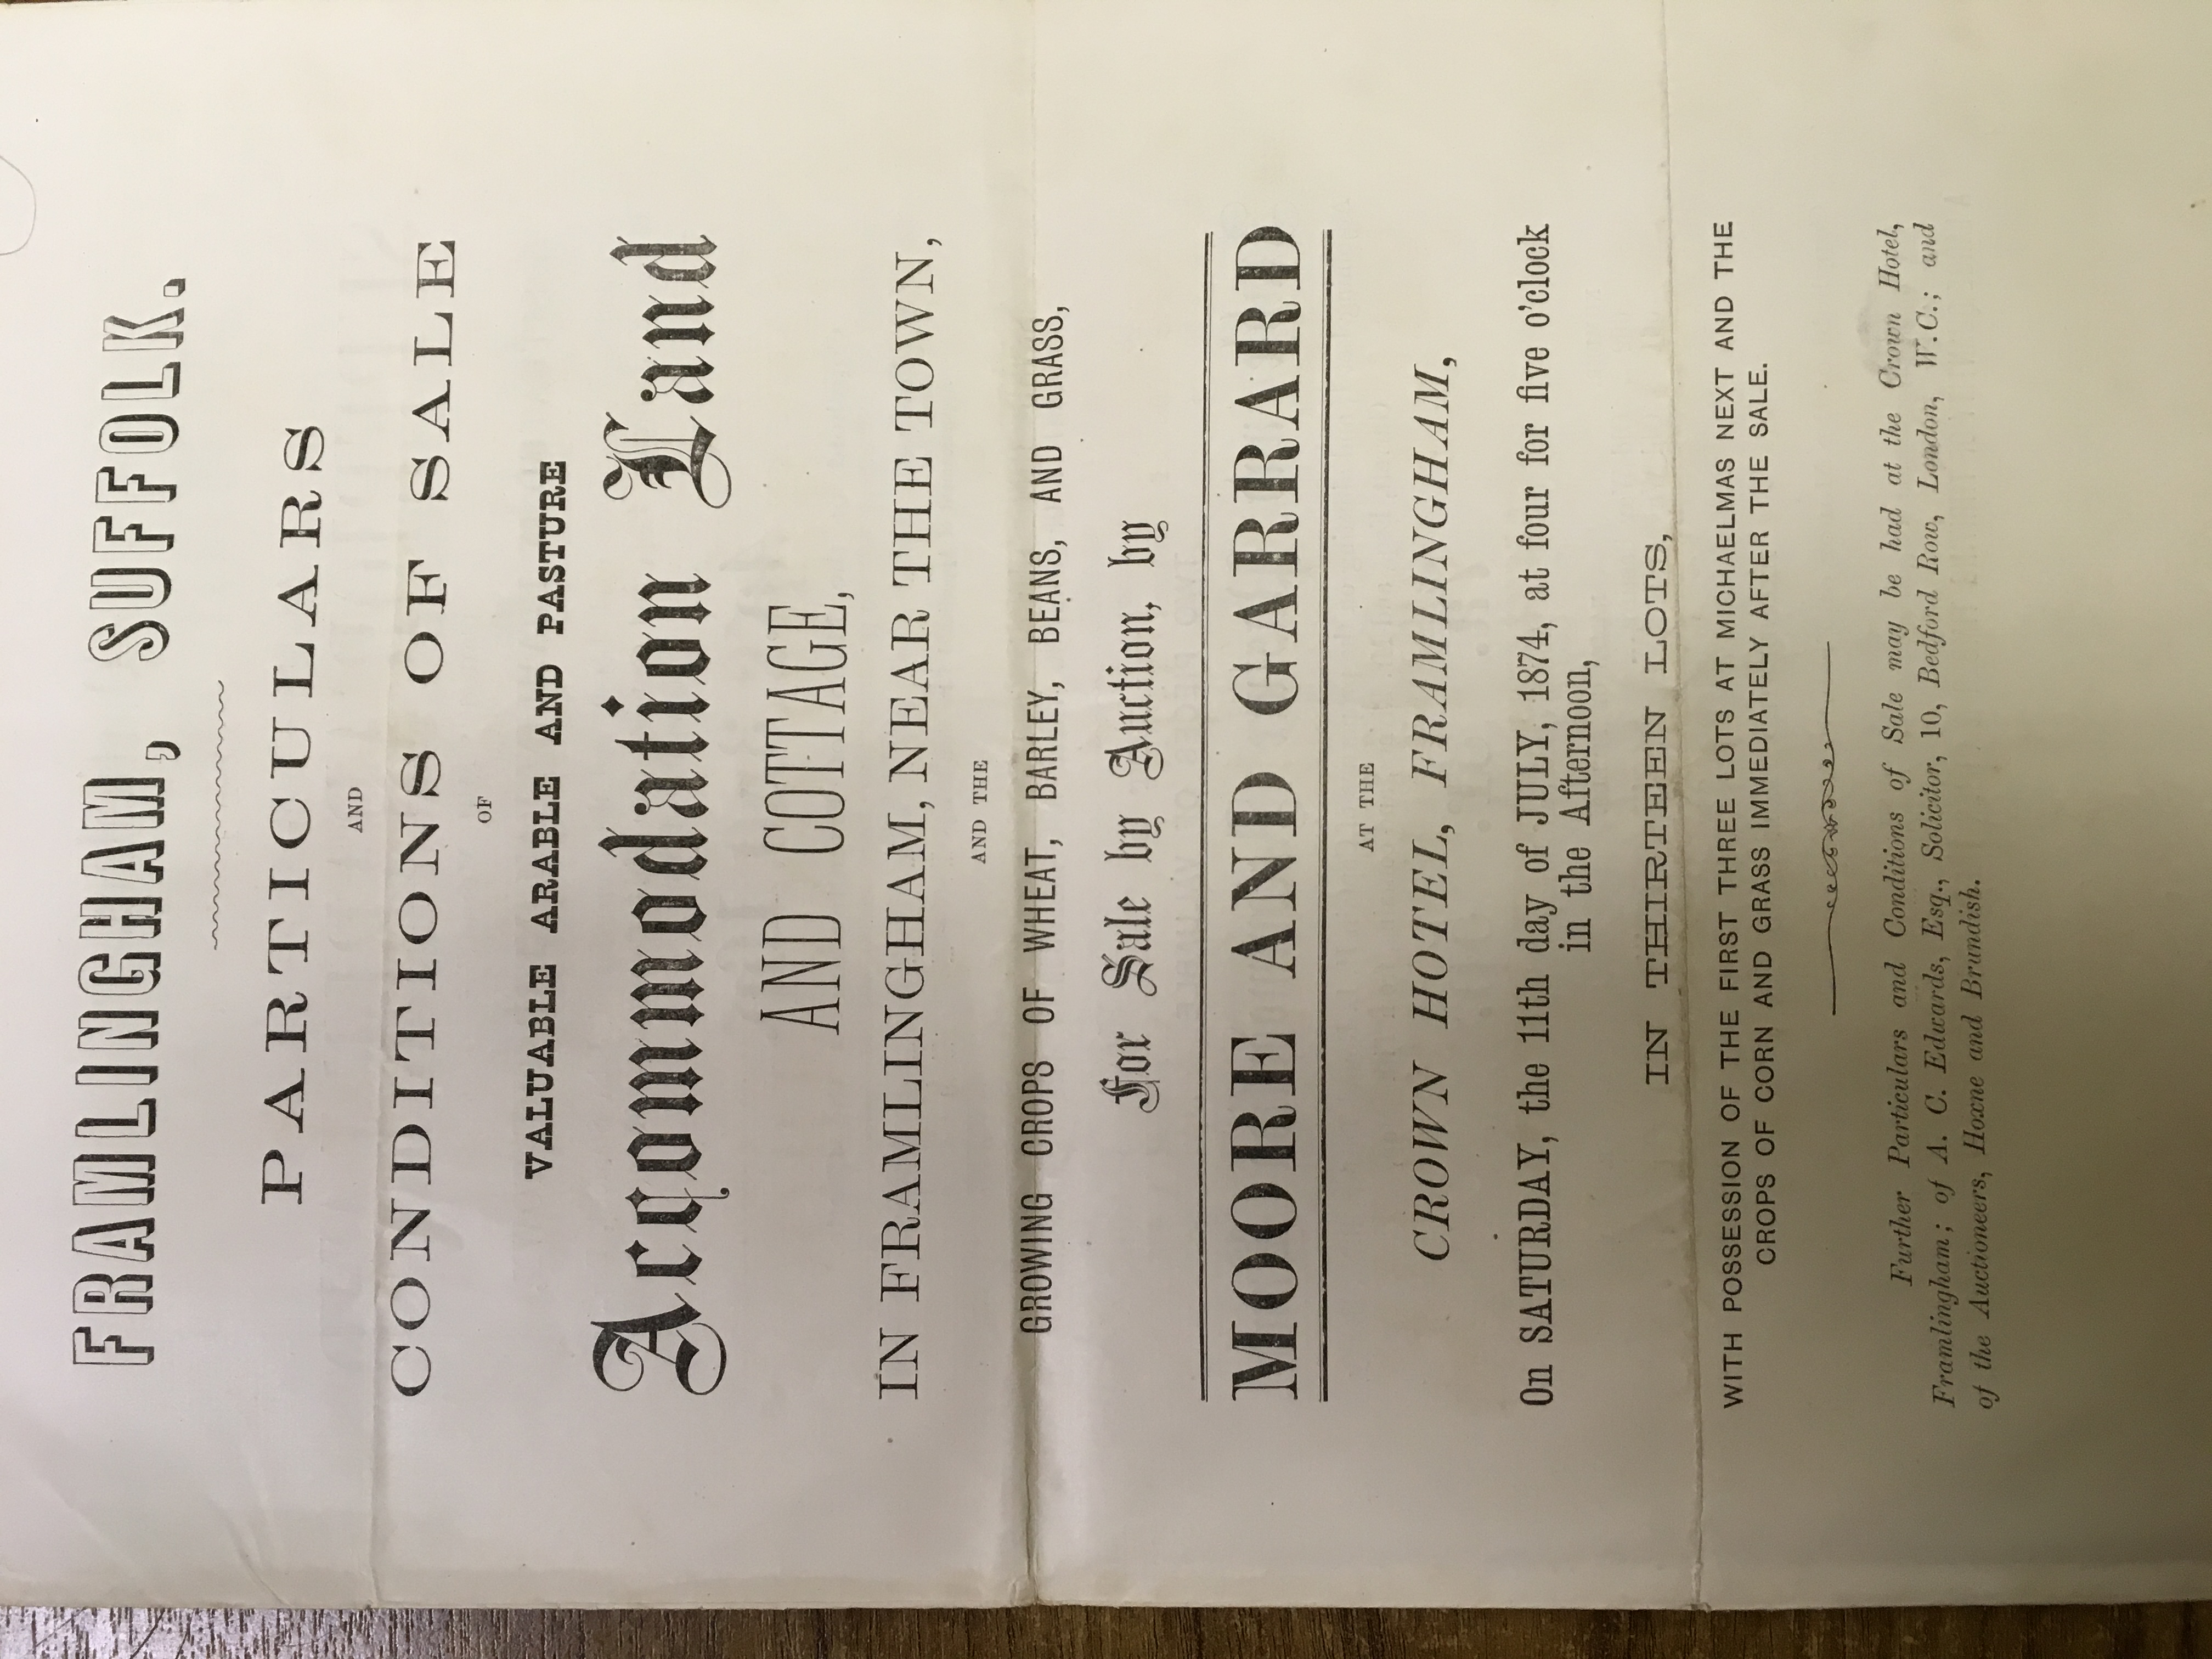 FRAMLINGHAM, SUFFOLK.
PARTICULARS
AND
CONDITIONS OF SALE
OF
VALUABLE ARABLE AND PASTURE
Accommodation Land
AND COTTAGE,
IN FRAMLINGHAM, NEAR THE TOWN,
AND THE
GROWING CROPS OF WHEAT, BARLEY, BEANS, AND GRASS,
For Sale by Auction, by
MOORE AND GARRARD
AT THE
CROWN HOTEL, FRAMLINGHAM,
On SATURDAY, the 11th day of JULY, 1874, at four for five o'clock
in the Afternoon,
IN THIRTEEN LOTS,
WITH POSSESSION OF THE FIRST THREE LOTS AT MICHAELMAS NEXT AND THE
CROPS OF CORN AND GRASS IMMEDIATELY AFTER THE SALE.
Further Particulars and Conditions of Sale may be had at the Crown Hotel,
Framlingham; of A. C. Edwards, Esq., Solicitor, 10, Bedford Row, London, W.C.; and
of the Auctioneers, Hoxne and Brundish.